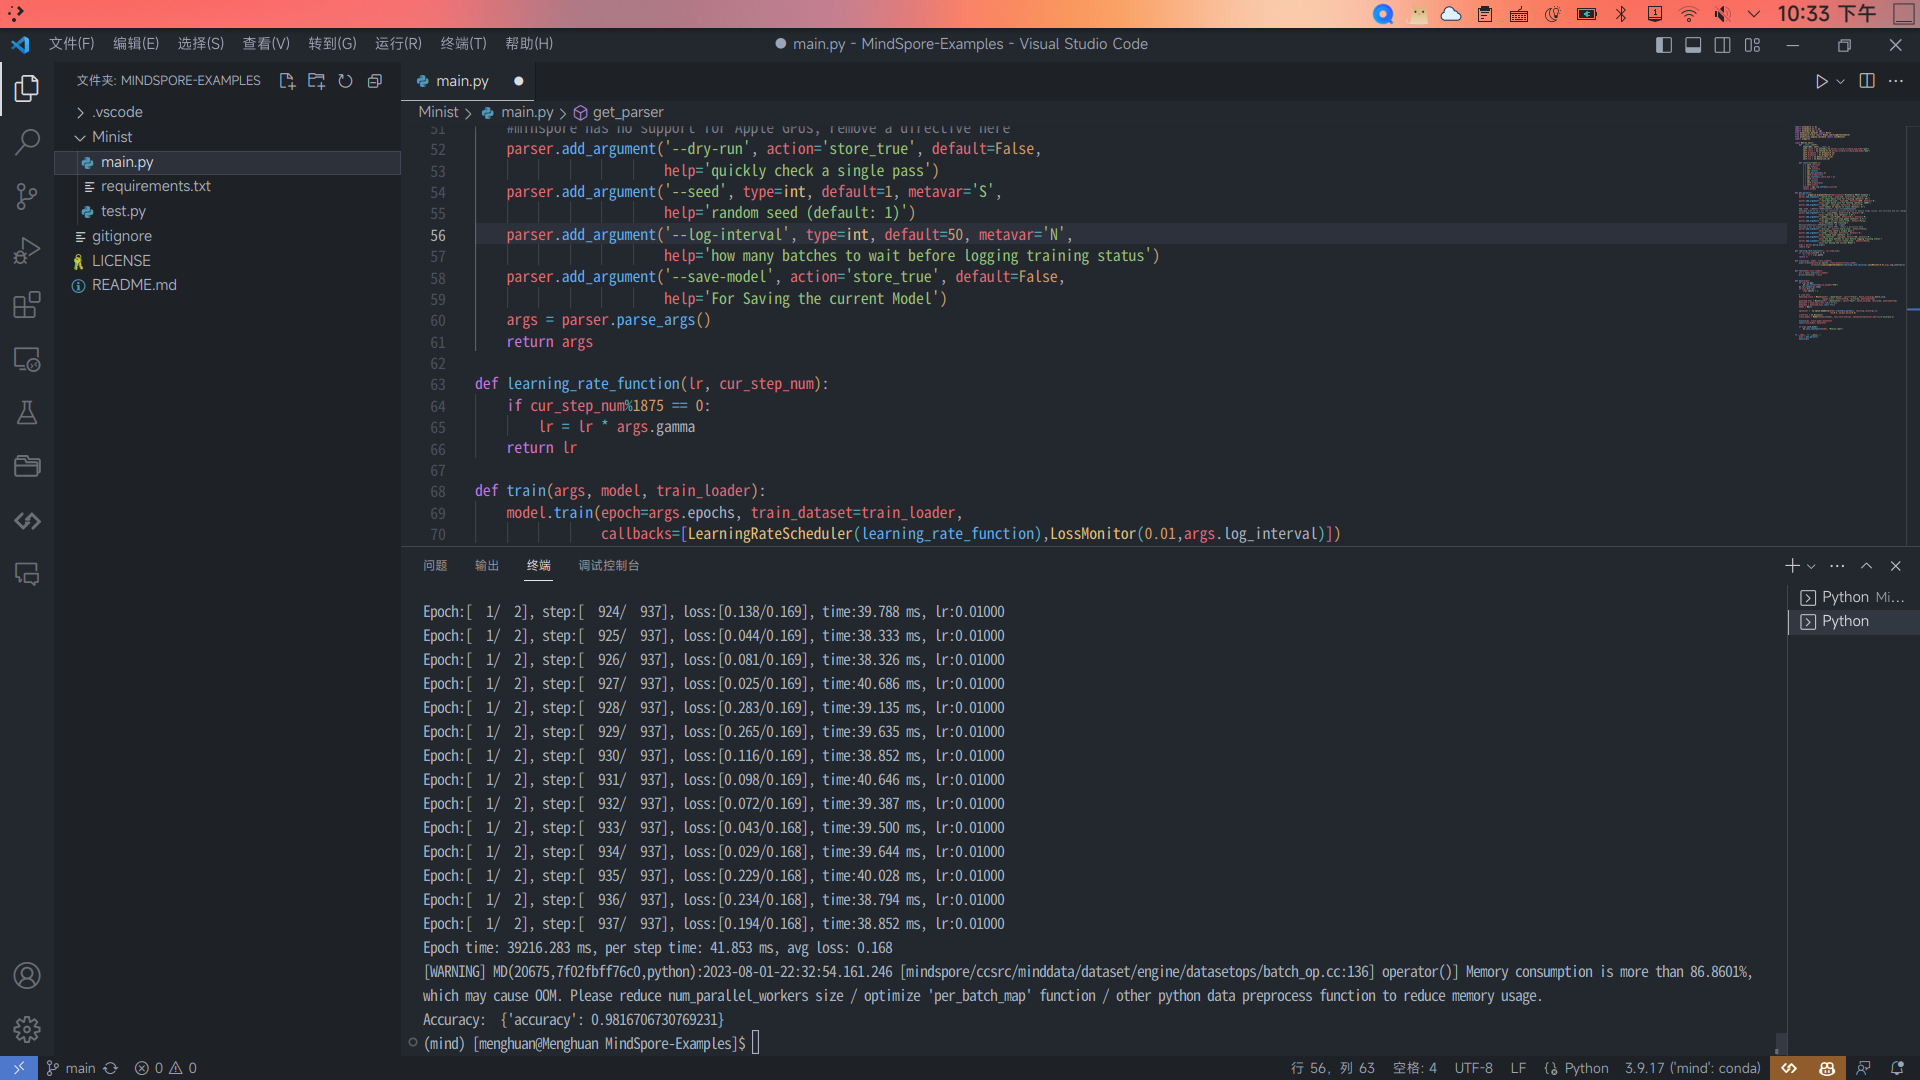 10:33 下午
文件(F) 编辑(E) 选择(S) 查看(V) 转到(G) 运行(R) 终端(T) 帮助(H)
● main.py - MindSpore-Examples - Visual Studio Code
文件夹: MINDSPORE-EXAMPLES
.vscode
Minist
main.py
requirements.txt
test.py
gitignore
LICENSE
README.md
main.py
Minist > main.py > get_parser
51 #minspore has no support for Apple GPUs, remove a directive here
52 parser.add_argument('--dry-run', action='store_true', default=False,
53 help='quickly check a single pass')
54 parser.add_argument('--seed', type=int, default=1, metavar='S',
55 help='random seed (default: 1)')
56 parser.add_argument('--log-interval', type=int, default=50, metavar='N',
57 help='how many batches to wait before logging training status')
58 parser.add_argument('--save-model', action='store_true', default=False,
59 help='For Saving the current Model')
60 args = parser.parse_args()
61 return args
62
63 def learning_rate_function(lr, cur_step_num):
64 if cur_step_num%1875 == 0:
65 lr = lr * args.gamma
66 return lr
67
68 def train(args, model, train_loader):
69 model.train(epoch=args.epochs, train_dataset=train_loader,
70 callbacks=[LearningRateScheduler(learning_rate_function),LossMonitor(0.01,args.log_interval)])
问题 输出 终端 调试控制台
Epoch:[  1/  2], step:[  924/  937], loss:[0.138/0.169], time:39.788 ms, lr:0.01000
Epoch:[  1/  2], step:[  925/  937], loss:[0.044/0.169], time:38.333 ms, lr:0.01000
Epoch:[  1/  2], step:[  926/  937], loss:[0.081/0.169], time:38.326 ms, lr:0.01000
Epoch:[  1/  2], step:[  927/  937], loss:[0.025/0.169], time:40.686 ms, lr:0.01000
Epoch:[  1/  2], step:[  928/  937], loss:[0.283/0.169], time:39.135 ms, lr:0.01000
Epoch:[  1/  2], step:[  929/  937], loss:[0.265/0.169], time:39.635 ms, lr:0.01000
Epoch:[  1/  2], step:[  930/  937], loss:[0.116/0.169], time:38.852 ms, lr:0.01000
Epoch:[  1/  2], step:[  931/  937], loss:[0.098/0.169], time:40.646 ms, lr:0.01000
Epoch:[  1/  2], step:[  932/  937], loss:[0.072/0.169], time:39.387 ms, lr:0.01000
Epoch:[  1/  2], step:[  933/  937], loss:[0.043/0.168], time:39.500 ms, lr:0.01000
Epoch:[  1/  2], step:[  934/  937], loss:[0.029/0.168], time:39.644 ms, lr:0.01000
Epoch:[  1/  2], step:[  935/  937], loss:[0.229/0.168], time:40.028 ms, lr:0.01000
Epoch:[  1/  2], step:[  936/  937], loss:[0.234/0.168], time:38.794 ms, lr:0.01000
Epoch:[  1/  2], step:[  937/  937], loss:[0.194/0.168], time:38.852 ms, lr:0.01000
Epoch time: 39216.283 ms, per step time: 41.853 ms, avg loss: 0.168
[WARNING] MD(20675,7f02fbff76c0,python):2023-08-01-22:32:54.161.246 [mindspore/ccsrc/minddata/dataset/engine/datasetops/batch_op.cc:136] operator()] Memory consumption is more than 86.8601%,
which may cause OOM. Please reduce num_parallel_workers size / optimize 'per_batch_map' function / other python data preprocess function to reduce memory usage.
Accuracy:  {'accuracy': 0.9816706730769231}
(mind) [menghuan@Menghuan MindSpore-Examples]$
Python Mi...
Python
main 0 0
行 56，列 63 空格: 4 UTF-8 LF Python 3.9.17 ('mind': conda)